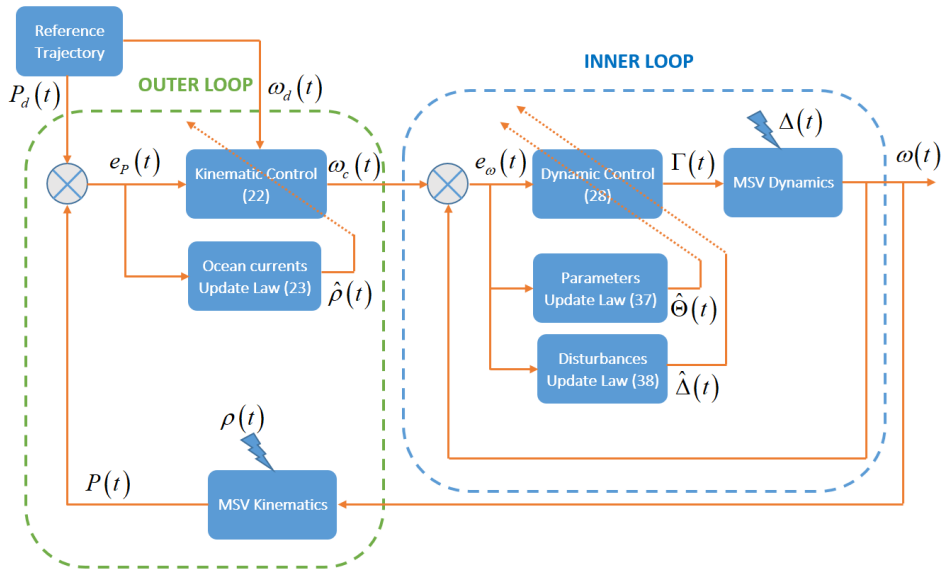 Reference
Trajectory
P_d(t)
OUTER LOOP
ω_d(t)
INNER LOOP
e_P(t)
Kinematic Control
(22)
ω_c(t)
e_ω(t)
Dynamic Control
(28)
Γ(t)
Δ(t)
MSV Dynamics
ω(t)
Ocean currents
Update Law (23)
ρ̂(t)
Parameters
Update Law (37)
Θ̂(t)
Disturbances
Update Law (38)
Δ̂(t)
ρ(t)
P(t)
MSV Kinematics